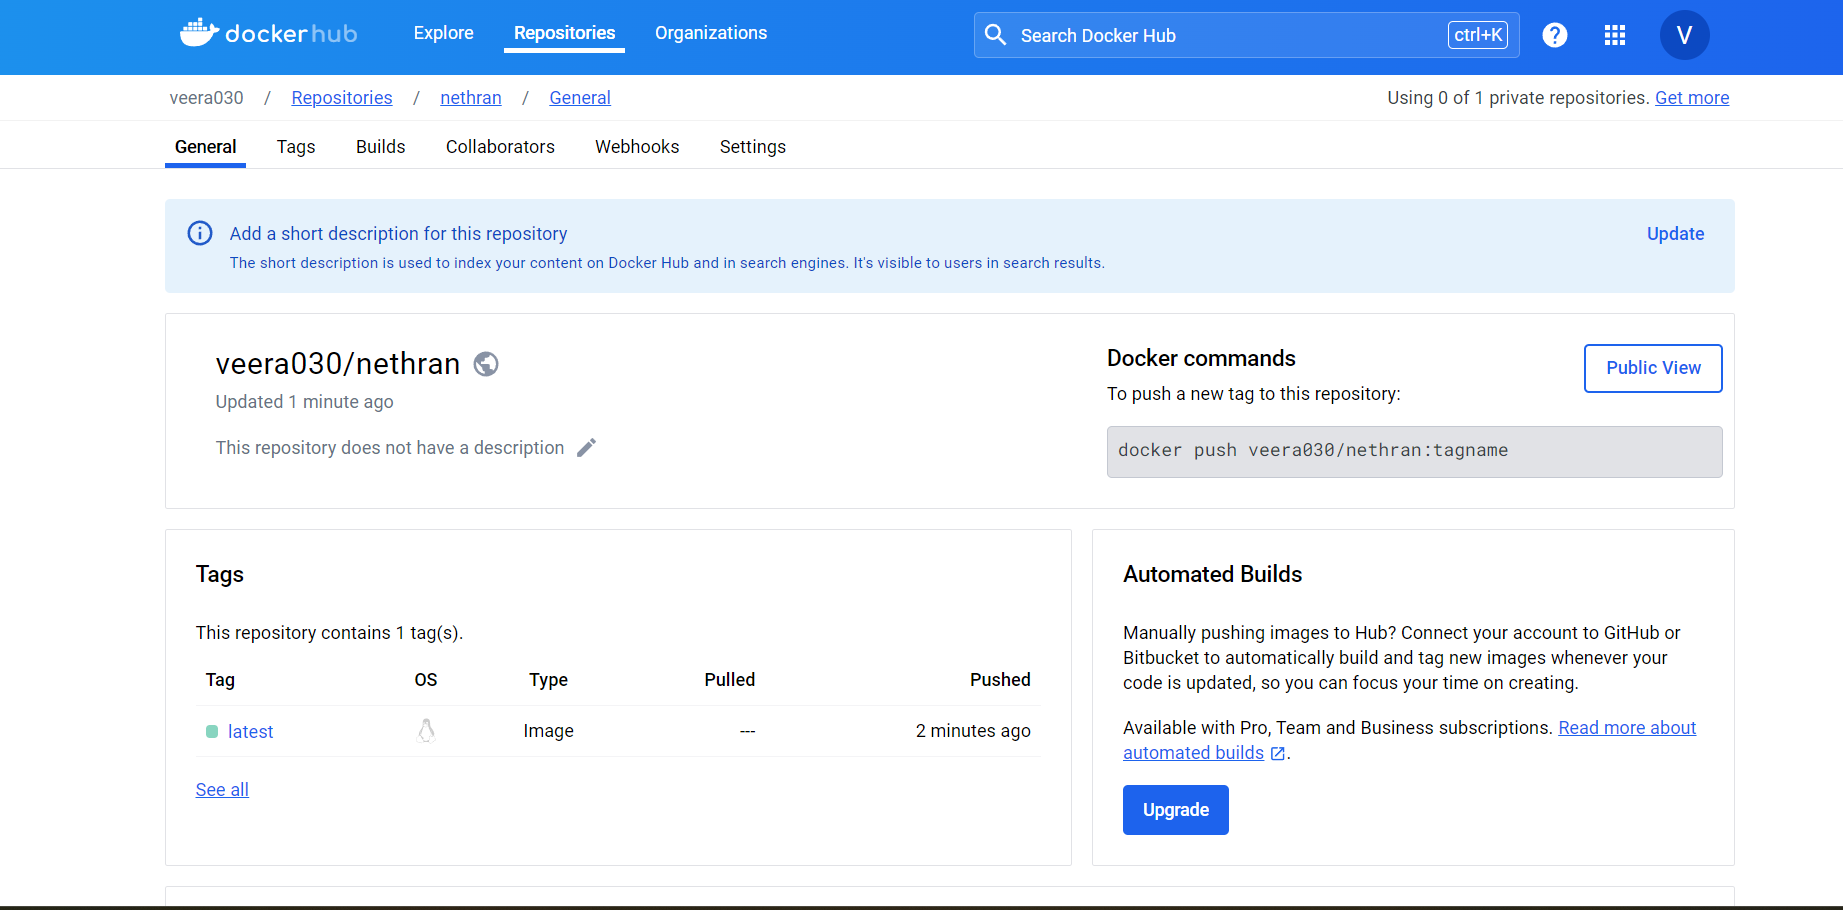 docker hub
Explore
Repositories
Organizations
Search Docker Hub
ctrl+K
?
V
veera030 / Repositories / nethran / General
Using 0 of 1 private repositories. Get more
General
Tags
Builds
Collaborators
Webhooks
Settings
Add a short description for this repository
Update
The short description is used to index your content on Docker Hub and in search engines. It's visible to users in search results.
veera030/nethran
Updated 1 minute ago
This repository does not have a description
Docker commands
Public View
To push a new tag to this repository:
docker push veera030/nethran:tagname
Tags
This repository contains 1 tag(s).
Tag OS Type Pulled Pushed
latest Image --- 2 minutes ago
See all
Automated Builds
Manually pushing images to Hub? Connect your account to GitHub or
Bitbucket to automatically build and tag new images whenever your
code is updated, so you can focus your time on creating.
Available with Pro, Team and Business subscriptions. Read more about
automated builds .
Upgrade